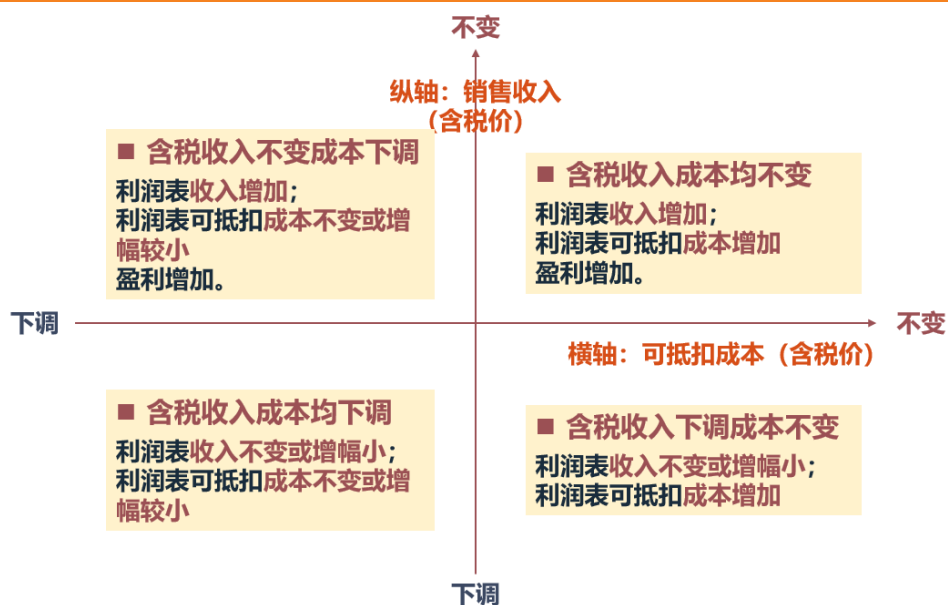 不变
纵轴：销售收入
（含税价）
■ 含税收入不变成本下调
利润表收入增加；
利润表可抵扣成本不变或增
幅较小
盈利增加。
■ 含税收入成本均不变
利润表收入增加；
利润表可抵扣成本增加
盈利增加。
下调
不变
横轴：可抵扣成本（含税价）
■ 含税收入成本均下调
利润表收入不变或增幅小；
利润表可抵扣成本不变或增
幅较小
■ 含税收入下调成本不变
利润表收入不变或增幅小；
利润表可抵扣成本增加
下调